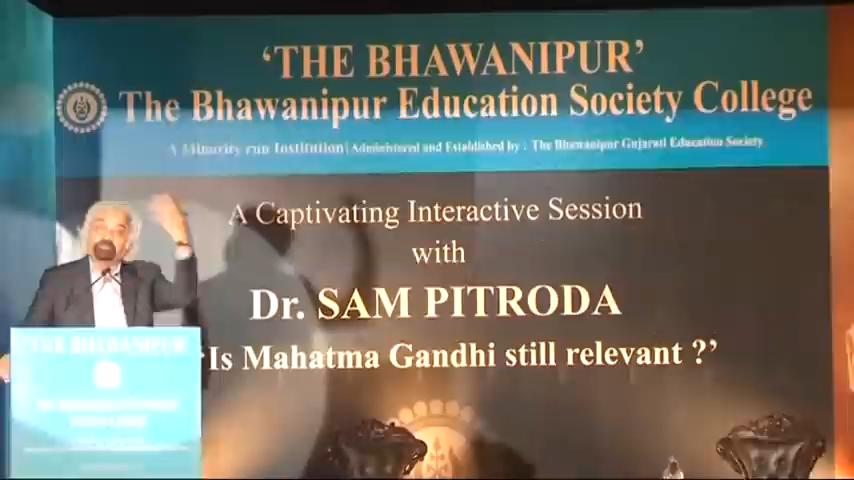 'THE BHAWANIPUR'
The Bhawanipur Education Society College
A Minority run Institution | Administered and Established by : The Bhawanipur Gujarati Education Society
A Captivating Interactive Session
with
Dr. SAM PITRODA
'Is Mahatma Gandhi still relevant ?'
THE BHAWANIPUR